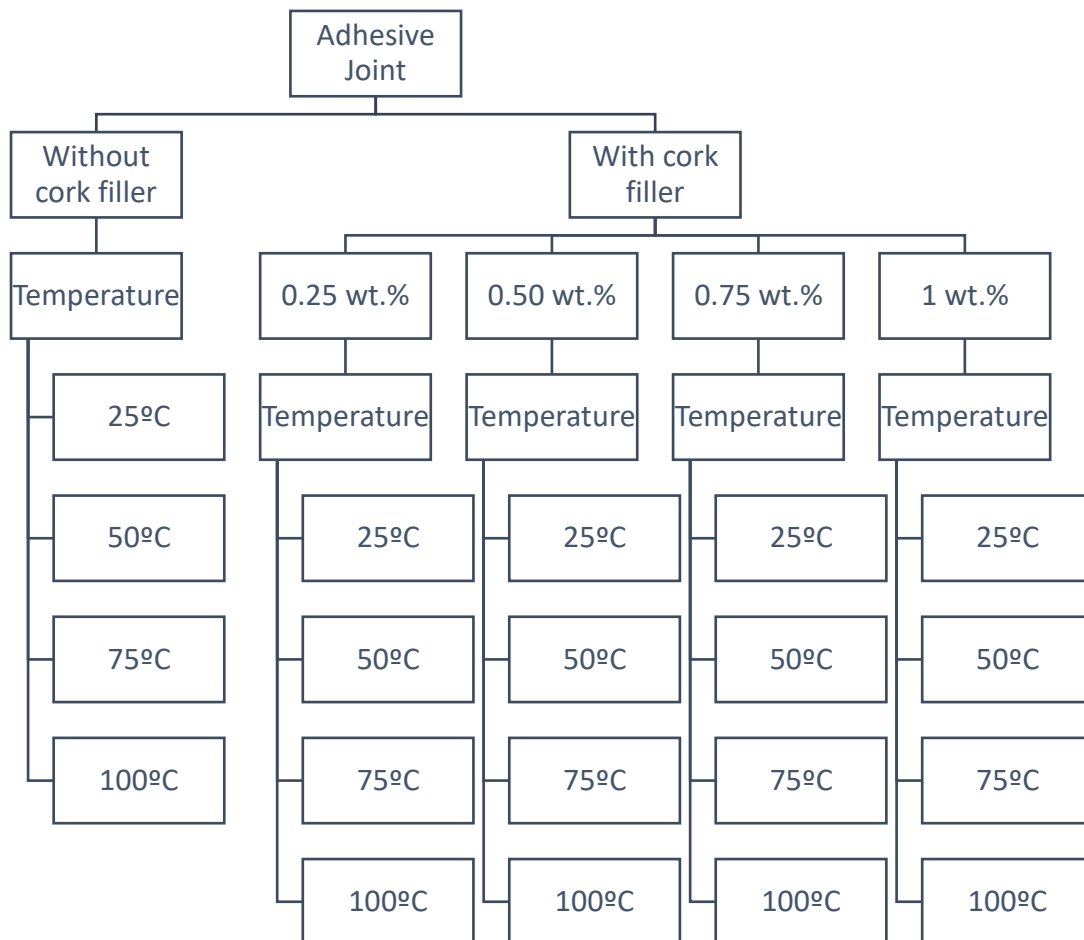 Adhesive
Joint
Without
cork filler
With cork
filler
Temperature
0.25 wt.%
0.50 wt.%
0.75 wt.%
1 wt.%
25ºC
Temperature
Temperature
Temperature
Temperature
50ºC
25ºC
25ºC
25ºC
25ºC
75ºC
50ºC
50ºC
50ºC
50ºC
100ºC
75ºC
75ºC
75ºC
75ºC
100ºC
100ºC
100ºC
100ºC